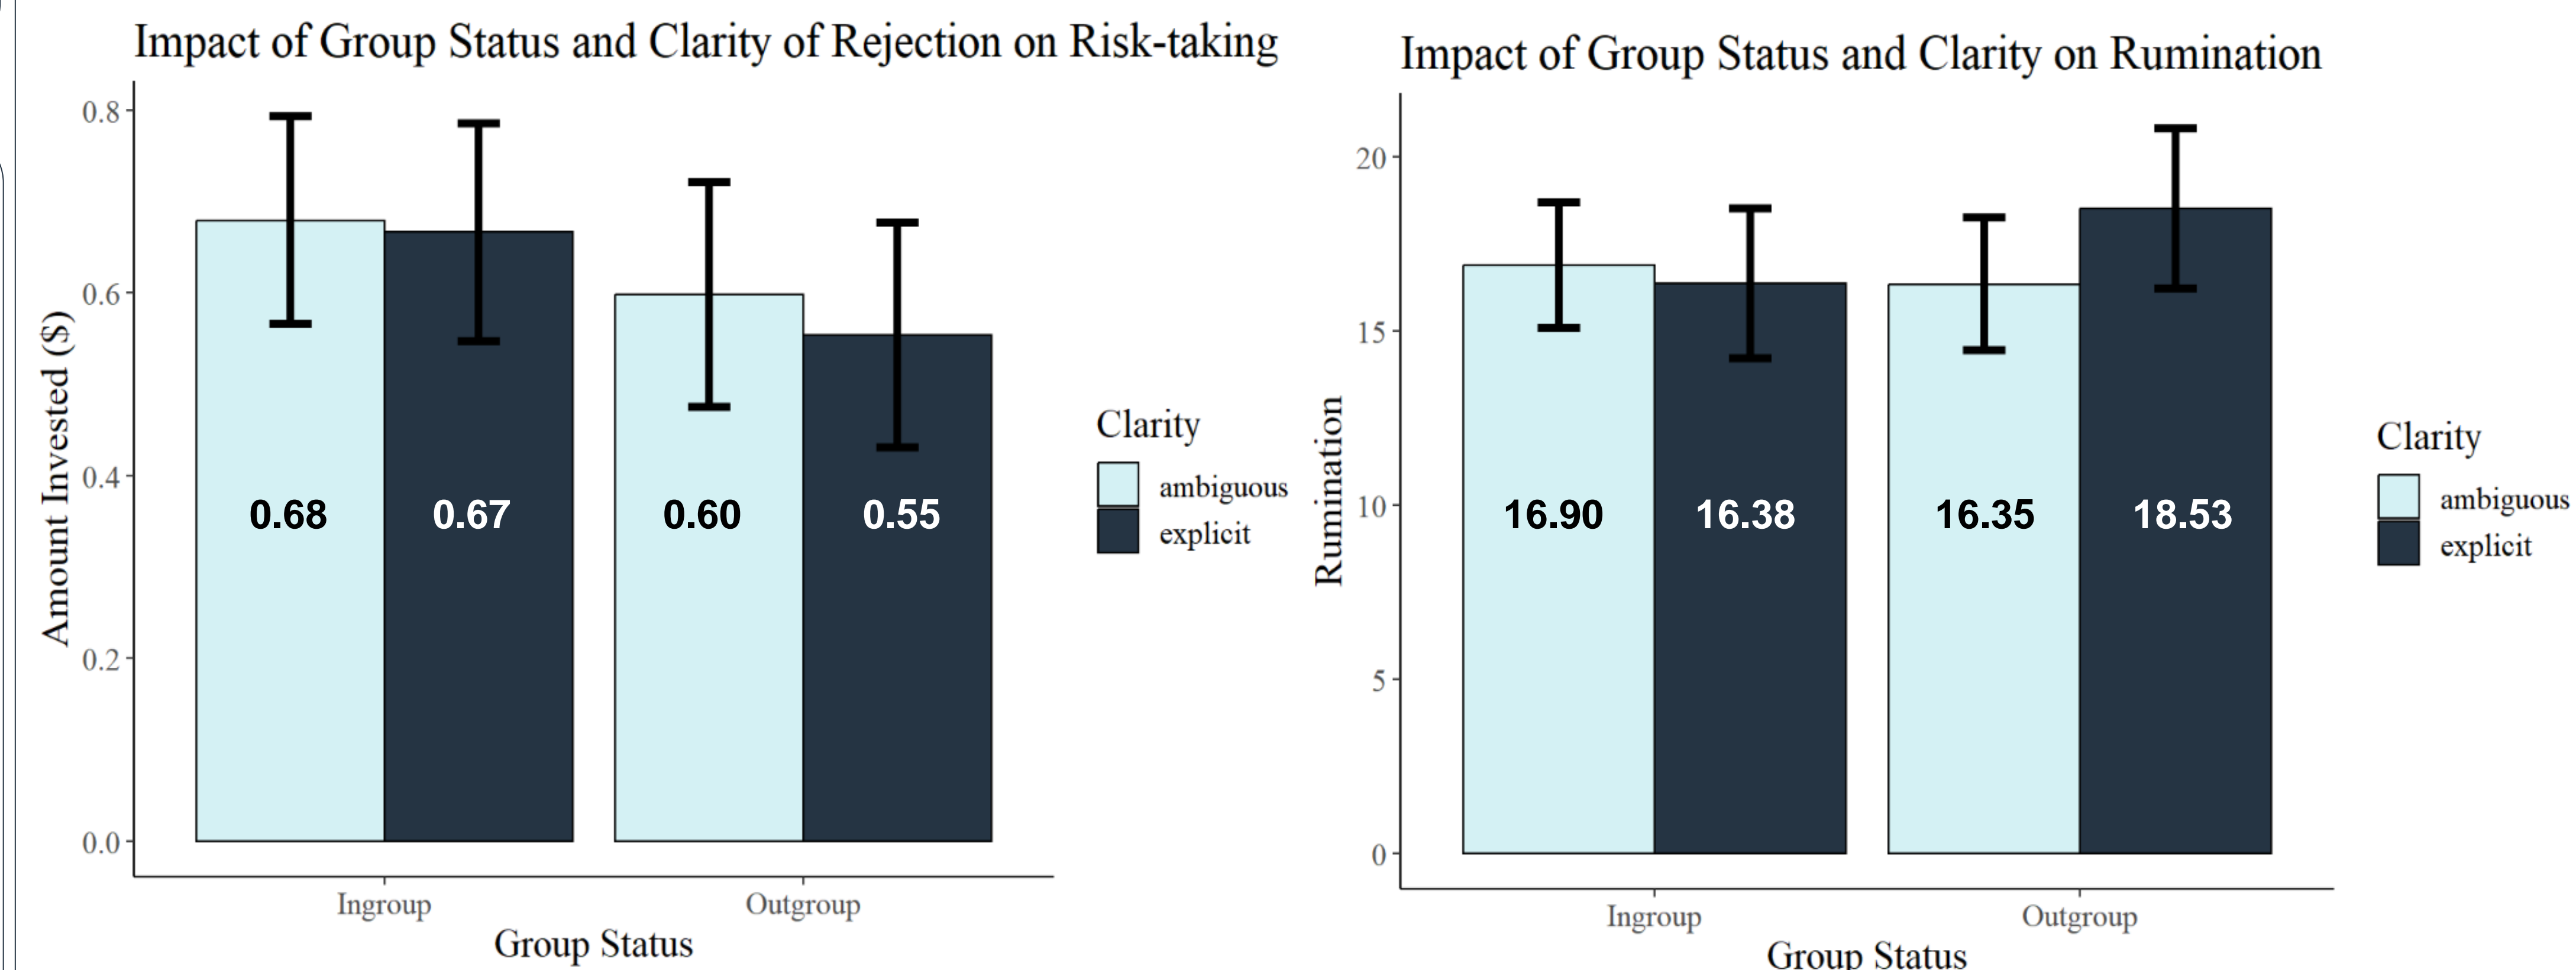 Impact of Group Status and Clarity of Rejection on Risk-taking
0.8
0.6
0.4
0.2
0.0
Amount Invested ($)
0.68
0.67
0.60
0.55
Ingroup
Outgroup
Group Status
Clarity
ambiguous
explicit
Impact of Group Status and Clarity on Rumination
20
15
10
5
0
Rumination
16.90
16.38
16.35
18.53
Ingroup
Outgroup
Group Status
Clarity
ambiguous
explicit